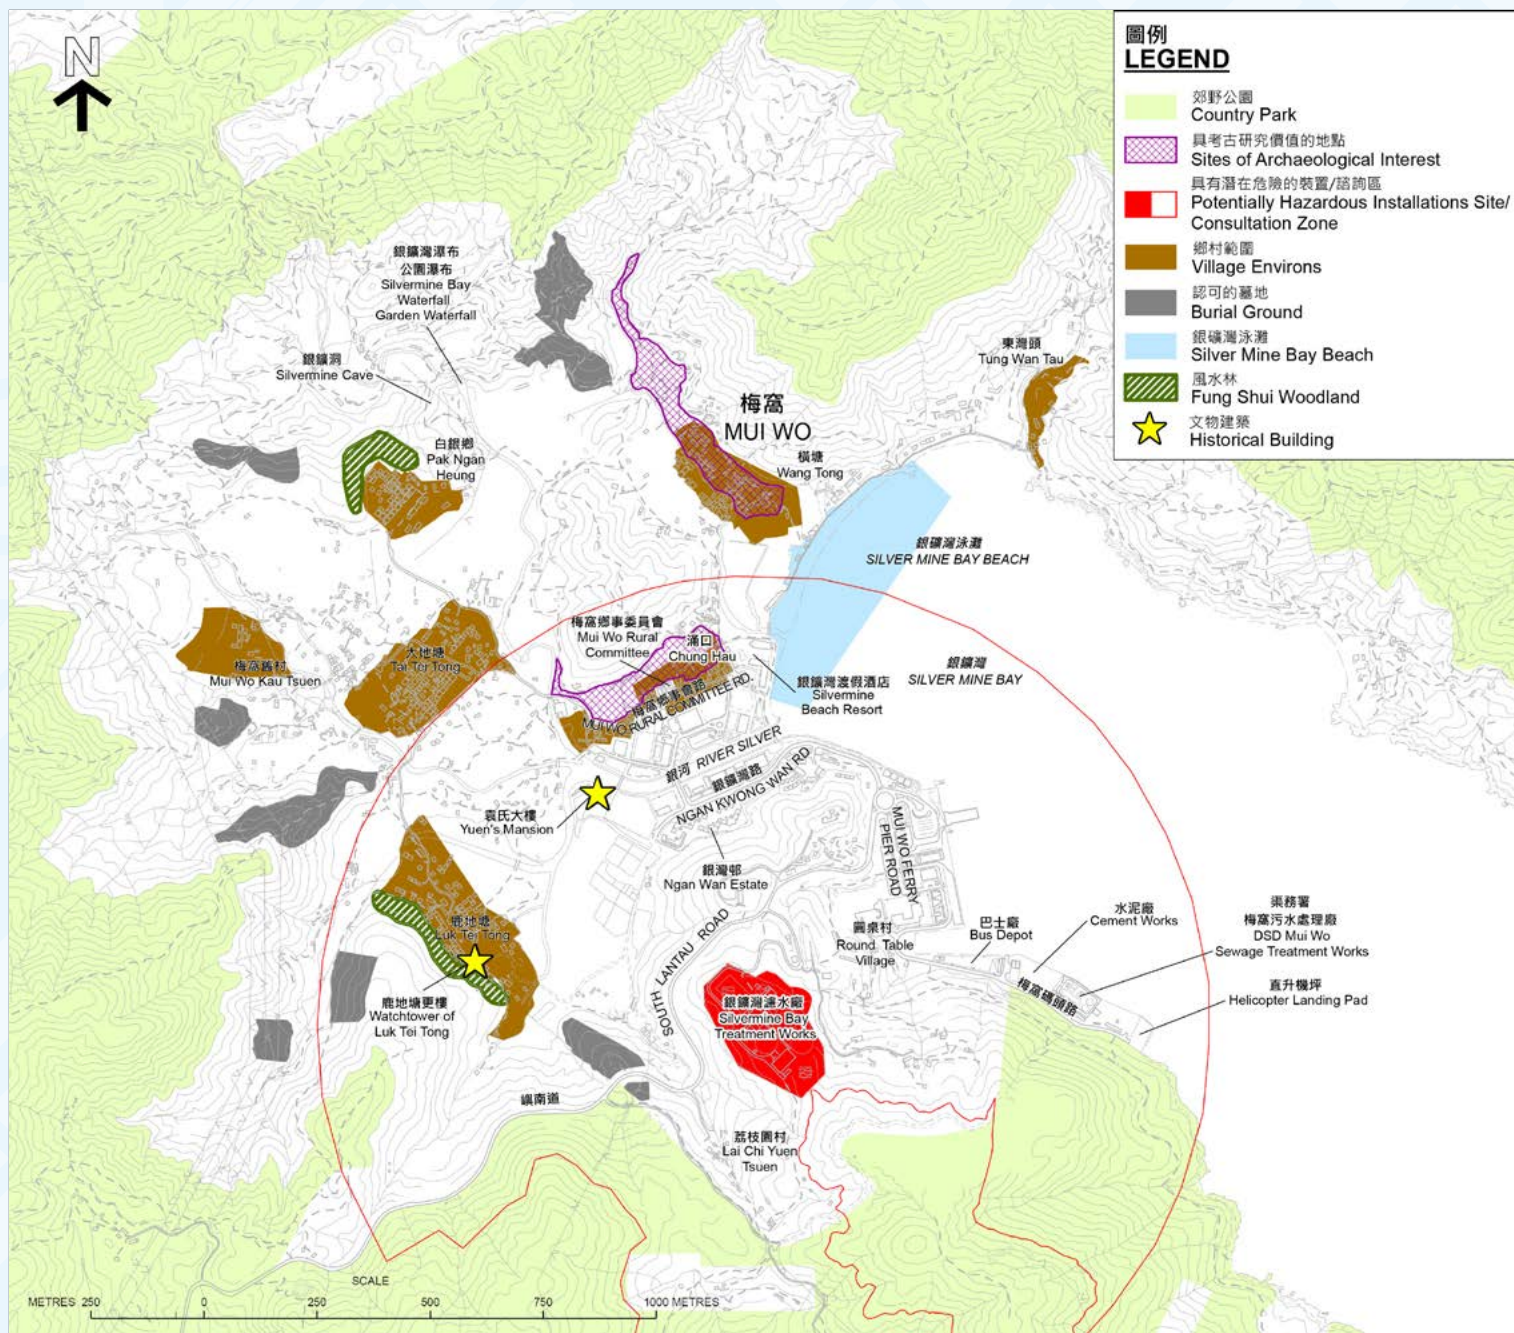 N
圖例
LEGEND
郊野公園
Country Park
具考古研究價值的地點
Sites of Archaeological Interest
具有潛在危險的裝置/諮詢區
Potentially Hazardous Installations Site/
Consultation Zone
鄉村範圍
Village Environs
認可的墓地
Burial Ground
銀礦灣泳灘
Silver Mine Bay Beach
風水林
Fung Shui Woodland
文物建築
Historical Building
銀鑛灣瀑布
公園瀑布
Silvermine Bay
Waterfall
Garden Waterfall
銀鑛洞
Silvermine Cave
白銀鄉
Pak Ngan
Heung
梅窩
MUI WO
橫塘
Wang Tong
東灣頭
Tung Wan Tau
銀礦灣泳灘
SILVER MINE BAY BEACH
梅窩鄉事委員會
Mui Wo Rural
Committee
涌口
Chung Hau
銀鑛灣
SILVER MINE BAY
梅窩舊村
Mui Wo Kau Tsuen
大地塘
Tai Tei Tong
銀鑛灣渡假酒店
Silvermine
Beach Resort
梅窩鄉事會路
MUI WO RURAL COMMITTEE RD.
銀河 RIVER SILVER
銀鑛灣路
NGAN KWONG WAN RD
袁氏大樓
Yuen's Mansion
MUI WO FERRY
PIER ROAD
銀灣邨
Ngan Wan Estate
鹿地塘
Luk Tei Tong
SOUTH LANTAU ROAD
圓桌村
Round Table
Village
巴士廠
Bus Depot
水泥廠
Cement Works
渠務署
梅窩污水處理廠
DSD Mui Wo
Sewage Treatment Works
梅窩碼頭路
直升機坪
Helicopter Landing Pad
鹿地塘更樓
Watchtower of
Luk Tei Tong
銀鑛灣濾水廠
Silvermine Bay
Treatment Works
嶼南道
荔枝園村
Lai Chi Yuen
Tsuen
SCALE
METRES 250 0 250 500 750 1000 METRES